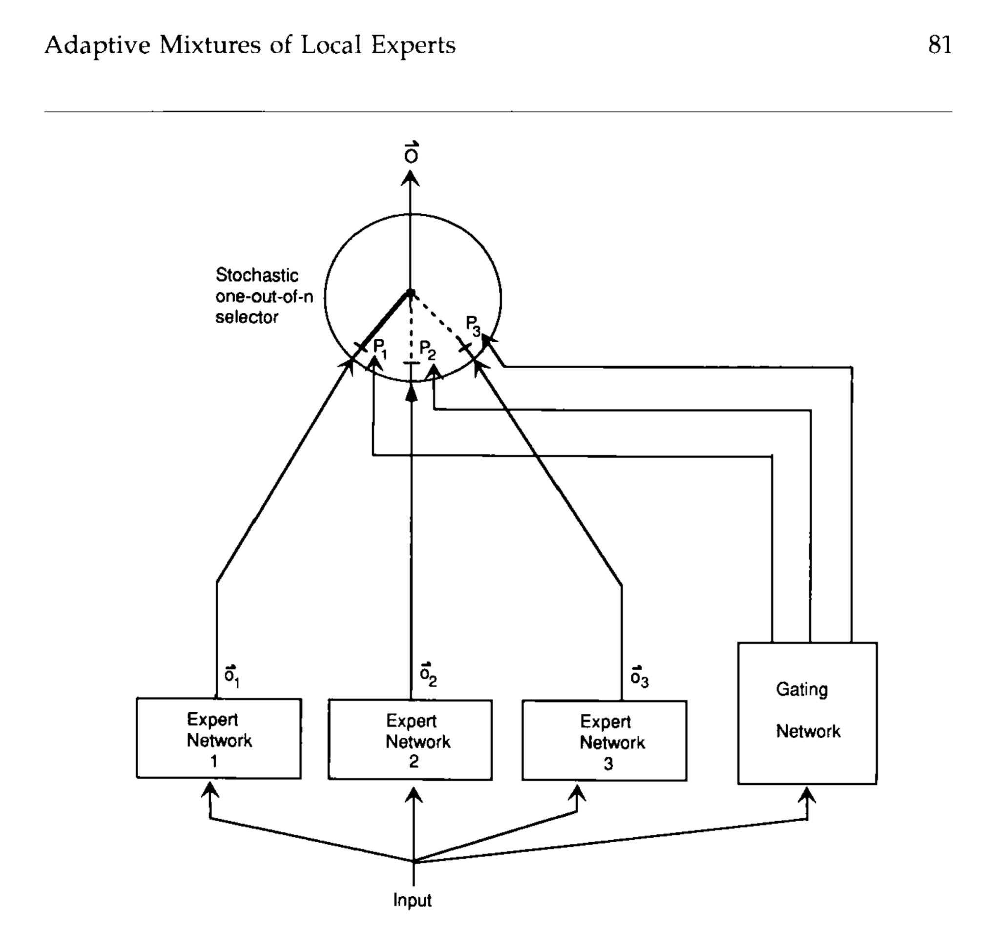 Adaptive Mixtures of Local Experts 81
o⃗
Stochastic
one-out-of-n
selector
P₃
P₁
P₂
o⃗₁
o⃗₂
o⃗₃
Expert
Network
1
Expert
Network
2
Expert
Network
3
Gating
Network
Input